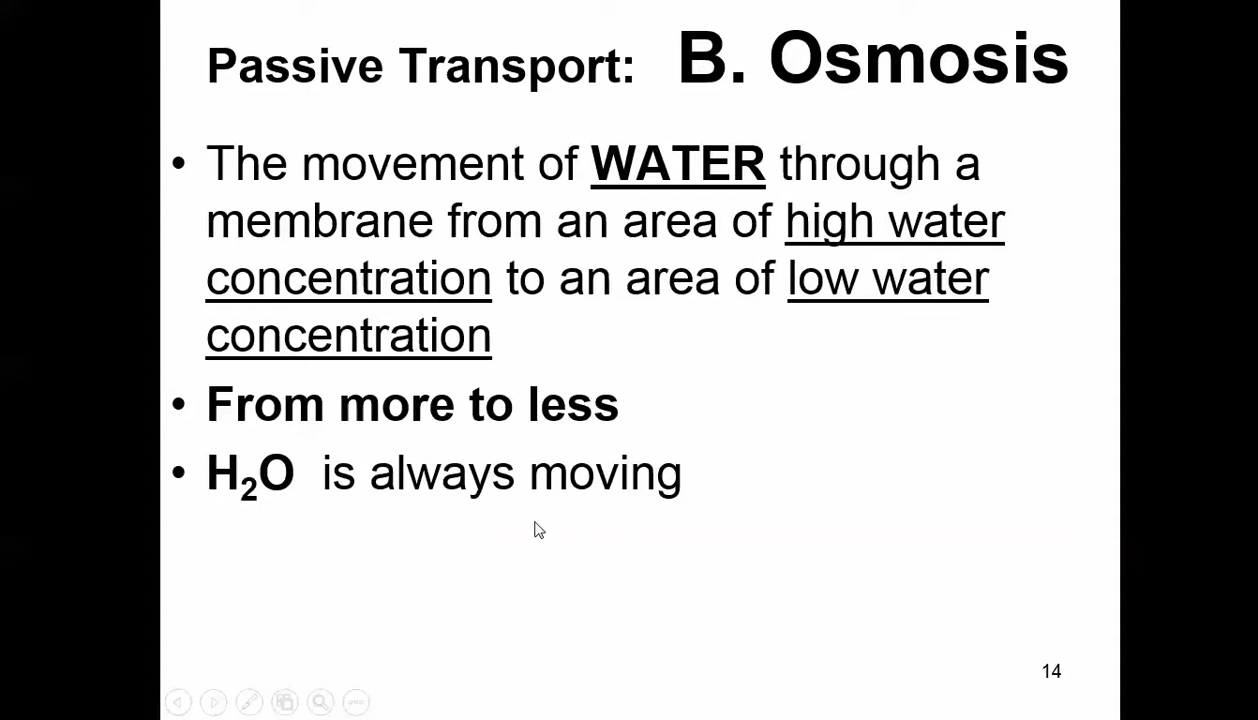 Passive Transport: B. Osmosis
• The movement of WATER through a
membrane from an area of high water
concentration to an area of low water
concentration
• From more to less
• H₂O is always moving
14